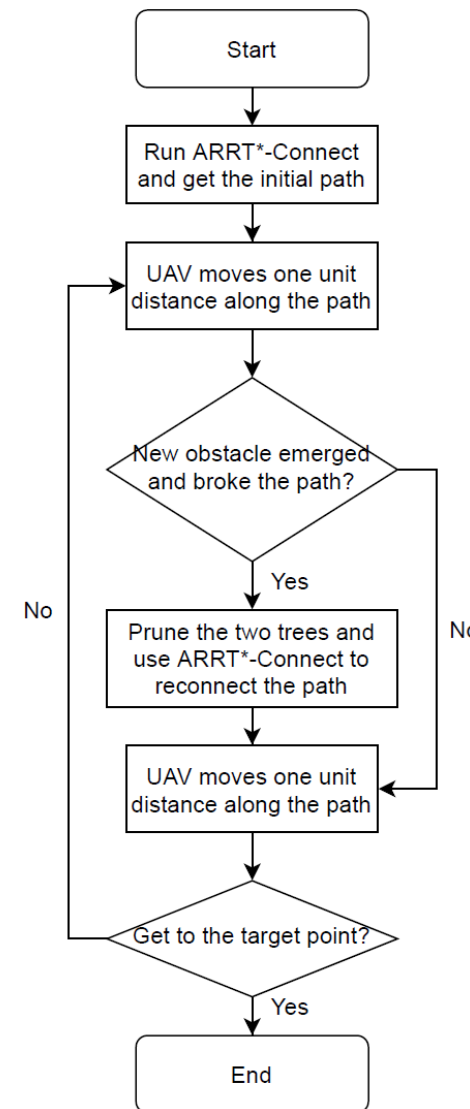 Start
Run ARRT*-Connect
and get the initial path
UAV moves one unit
distance along the path
New obstacle emerged
and broke the path?
Yes
No
No
Prune the two trees and
use ARRT*-Connect to
reconnect the path
UAV moves one unit
distance along the path
Get to the target point?
Yes
End